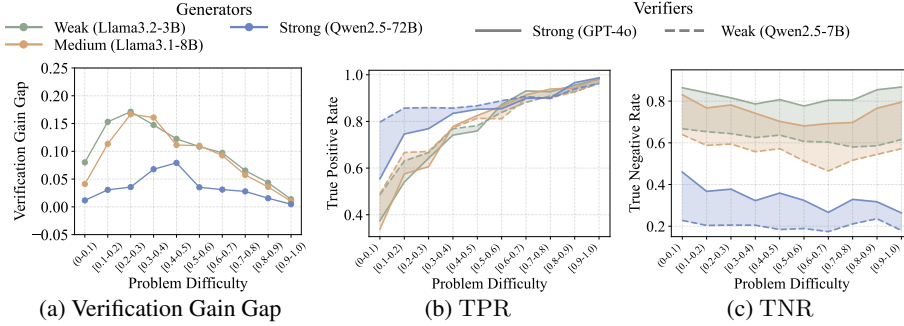 Generators
Verifiers
Weak (Llama3.2-3B)
Strong (Qwen2.5-72B)
Strong (GPT-4o)
Weak (Qwen2.5-7B)
Medium (Llama3.1-8B)
Verification Gain Gap
0.25
0.20
0.15
0.10
0.05
0.00
−0.05
(0-0.1)
[0.1-0.2)
[0.2-0.3)
[0.3-0.4)
[0.4-0.5)
[0.5-0.6)
[0.6-0.7)
[0.7-0.8)
[0.8-0.9)
[0.9-1.0)
Problem Difficulty
(a) Verification Gain Gap
True Positive Rate
1.0
0.8
0.6
0.4
(0-0.1)
[0.1-0.2)
[0.2-0.3)
[0.3-0.4)
[0.4-0.5)
[0.5-0.6)
[0.6-0.7)
[0.7-0.8)
[0.8-0.9)
[0.9-1.0)
Problem Difficulty
(b) TPR
True Negative Rate
0.8
0.6
0.4
0.2
(0-0.1)
[0.1-0.2)
[0.2-0.3)
[0.3-0.4)
[0.4-0.5)
[0.5-0.6)
[0.6-0.7)
[0.7-0.8)
[0.8-0.9)
[0.9-1.0)
Problem Difficulty
(c) TNR